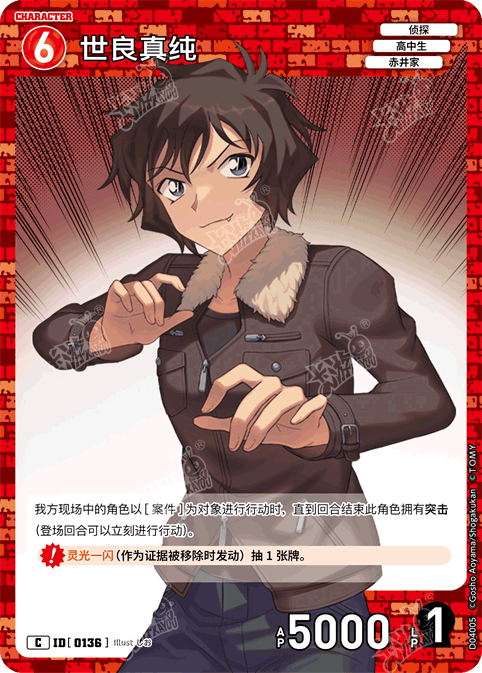 CHARACTER
6
世良真纯
侦探
高中生
赤井家
我方现场中的角色以[案件]为对象进行行动时，直到回合结束此角色拥有突击
(登场回合可以立刻进行行动)。
灵光一闪(作为证据被移除时发动) 抽 1 张牌。
C ID[ 0136 ] Illust しお
AP 5000 LP 1
D04005 ©Gosho Aoyama/Shogakukan ©TOMY